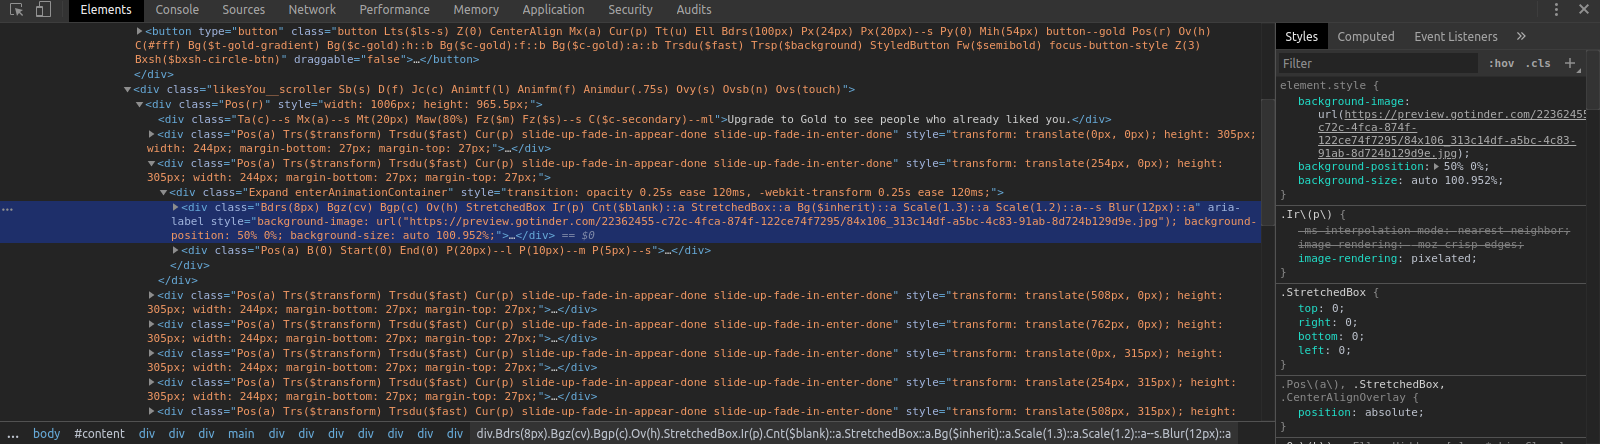 Elements Console Sources Network Performance Memory Application Security Audits
<button type="button" class="button Lts($ls-s) Z(0) CenterAlign Mx(a) Cur(p) Tt(u) Ell Bdrs(100px) Px(24px) Px(20px)--s Py(0) Mih(54px) button--gold Pos(r) Ov(h)
C(#fff) Bg($t-gold-gradient) Bg($c-gold):h::b Bg($c-gold):f::b Bg($c-gold):a::b Trsdu($fast) Trsp($background) StyledButton Fw($semibold) focus-button-style Z(3)
Bxsh($bxsh-circle-btn)" draggable="false">…</button>
</div>
<div class="likesYou__scroller Sb(s) D(f) Jc(c) Animtf(l) Animfm(f) Animdur(.75s) Ovy(s) Ovsb(n) Ovs(touch)">
<div class="Pos(r)" style="width: 1006px; height: 965.5px;">
<div class="Ta(c)--s Mx(a)--s Mt(20px) Maw(80%) Fz($m) Fz($s)--s C($c-secondary)--ml">Upgrade to Gold to see people who already liked you.</div>
<div class="Pos(a) Trs($transform) Trsdu($fast) Cur(p) slide-up-fade-in-appear-done slide-up-fade-in-enter-done" style="transform: translate(0px, 0px); height: 305px;
width: 244px; margin-bottom: 27px; margin-top: 27px;">…</div>
<div class="Pos(a) Trs($transform) Trsdu($fast) Cur(p) slide-up-fade-in-appear-done slide-up-fade-in-enter-done" style="transform: translate(254px, 0px); height:
305px; width: 244px; margin-bottom: 27px; margin-top: 27px;">
<div class="Expand enterAnimationContainer" style="transition: opacity 0.25s ease 120ms, -webkit-transform 0.25s ease 120ms;">
<div class="Bdrs(8px) Bgz(cv) Bgp(c) Ov(h) StretchedBox Ir(p) Cnt($blank)::a StretchedBox::a Bg($inherit)::a Scale(1.3)::a Scale(1.2)::a--s Blur(12px)::a" aria-
label style="background-image: url("https://preview.gotinder.com/22362455-c72c-4fca-874f-122ce74f7295/84x106_313c14df-a5bc-4c83-91ab-8d724b129d9e.jpg"); background-
position: 50% 0%; background-size: auto 100.952%;">…</div> == $0
<div class="Pos(a) B(0) Start(0) End(0) P(20px)--l P(10px)--m P(5px)--s">…</div>
</div>
</div>
<div class="Pos(a) Trs($transform) Trsdu($fast) Cur(p) slide-up-fade-in-appear-done slide-up-fade-in-enter-done" style="transform: translate(508px, 0px); height:
305px; width: 244px; margin-bottom: 27px; margin-top: 27px;">…</div>
<div class="Pos(a) Trs($transform) Trsdu($fast) Cur(p) slide-up-fade-in-appear-done slide-up-fade-in-enter-done" style="transform: translate(762px, 0px); height:
305px; width: 244px; margin-bottom: 27px; margin-top: 27px;">…</div>
<div class="Pos(a) Trs($transform) Trsdu($fast) Cur(p) slide-up-fade-in-appear-done slide-up-fade-in-enter-done" style="transform: translate(0px, 315px); height:
305px; width: 244px; margin-bottom: 27px; margin-top: 27px;">…</div>
<div class="Pos(a) Trs($transform) Trsdu($fast) Cur(p) slide-up-fade-in-appear-done slide-up-fade-in-enter-done" style="transform: translate(254px, 315px); height:
305px; width: 244px; margin-bottom: 27px; margin-top: 27px;">…</div>
<div class="Pos(a) Trs($transform) Trsdu($fast) Cur(p) slide-up-fade-in-appear-done slide-up-fade-in-enter-done" style="transform: translate(508px, 315px); height:
... body #content div div div main div div div div div div div div.Bdrs(8px).Bgz(cv).Bgp(c).Ov(h).StretchedBox.Ir(p).Cnt($blank)::a.StretchedBox::a.Bg($inherit)::a.Scale(1.3)::a.Scale(1.2)::a--s.Blur(12px)::a
Styles Computed Event Listeners »
Filter :hov .cls +
element.style {
background-image:
url(https://preview.gotinder.com/22362455-
c72c-4fca-874f-
122ce74f7295/84x106_313c14df-a5bc-4c83-
91ab-8d724b129d9e.jpg);
background-position: 50% 0%;
background-size: auto 100.952%;
}
.Ir\(p\) {
-ms-interpolation-mode: nearest-neighbor;
image-rendering: -moz-crisp-edges;
image-rendering: pixelated;
}
.StretchedBox {
top: 0;
right: 0;
bottom: 0;
left: 0;
}
.Pos\(a\), .StretchedBox,
.CenterAlignOverlay {
position: absolute;
}